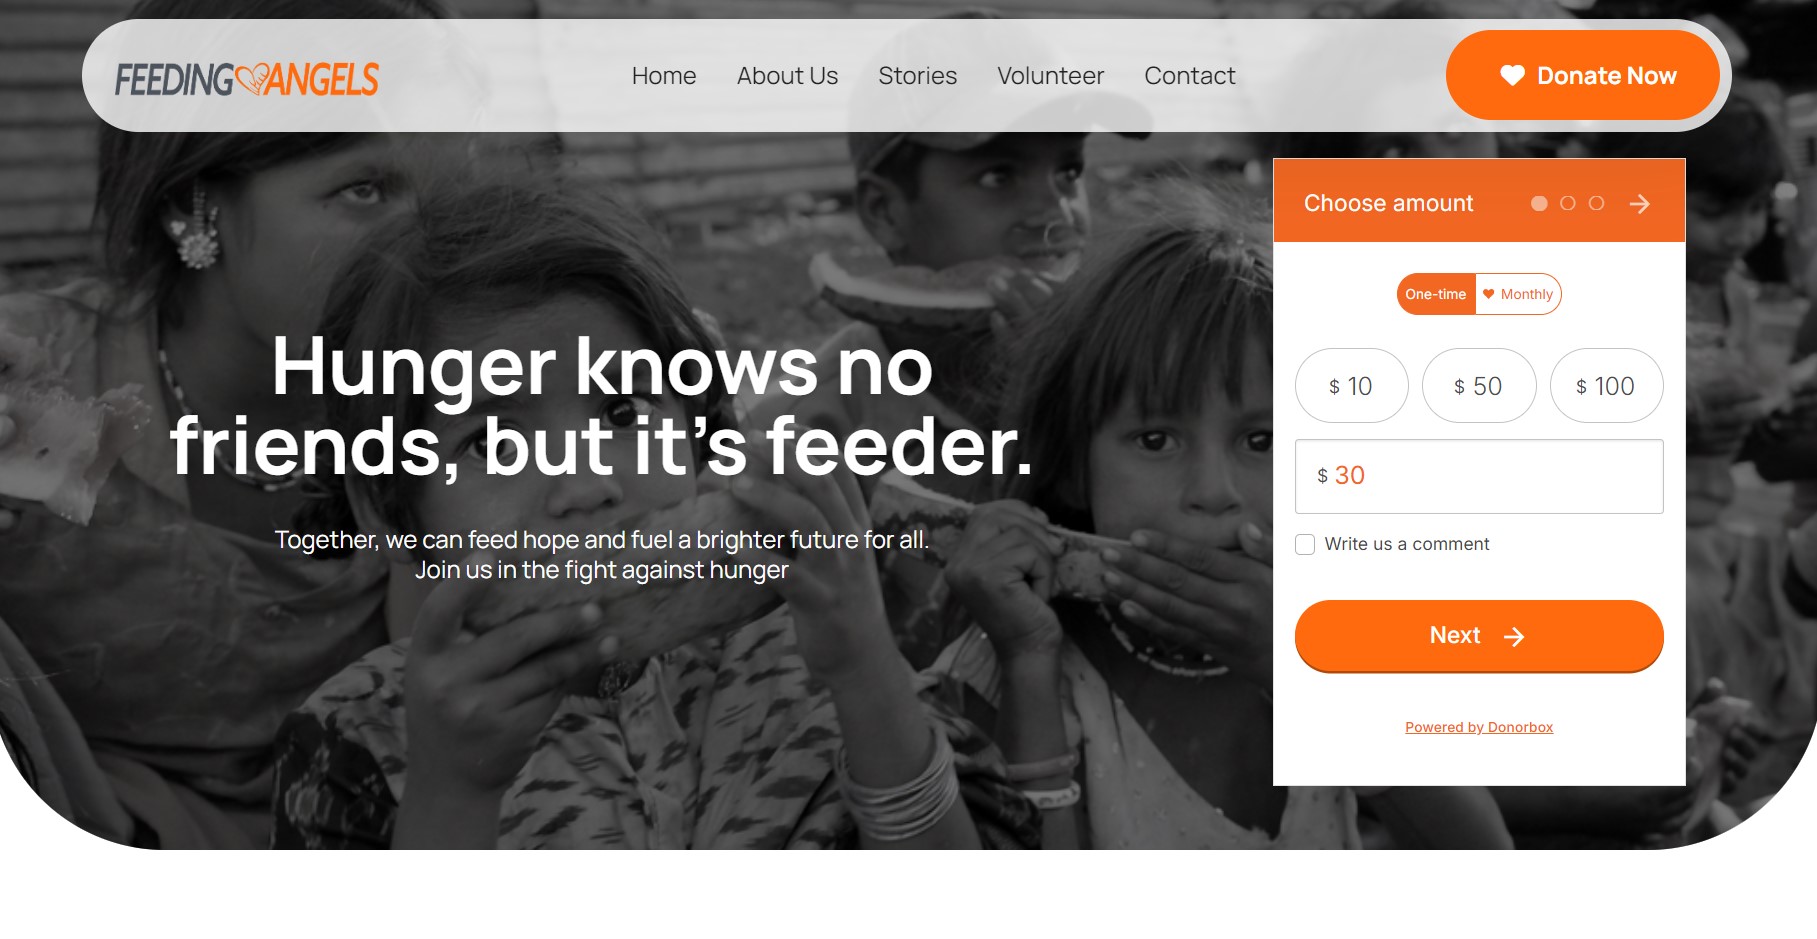 FEEDING ANGELS
Home About Us Stories Volunteer Contact
Donate Now
Hunger knows no
friends, but it’s feeder.
Together, we can feed hope and fuel a brighter future for all.
Join us in the fight against hunger
Choose amount
One-time Monthly
$ 10 $ 50 $ 100
$ 30
Write us a comment
Next
Powered by Donorbox